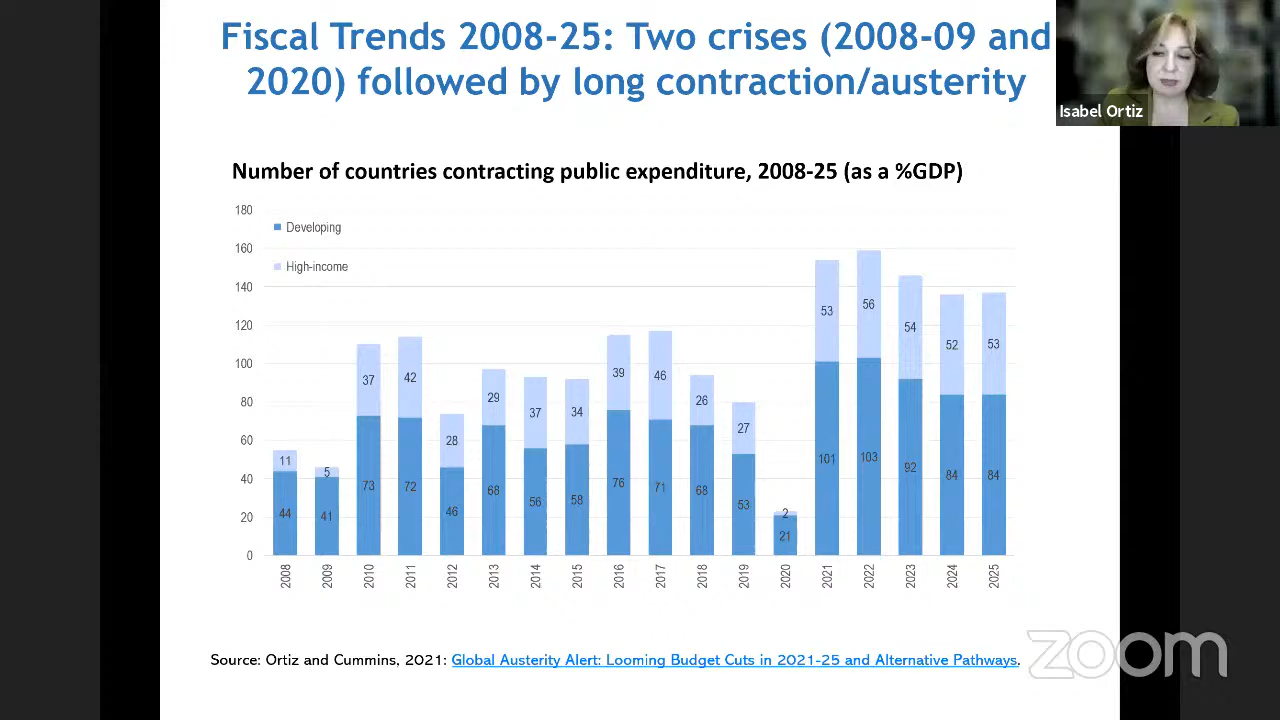 Fiscal Trends 2008-25: Two crises (2008-09 and
2020) followed by long contraction/austerity
Isabel Ortiz
Number of countries contracting public expenditure, 2008-25 (as a %GDP)
180
160
140
120
100
80
60
40
20
0
Developing
High-income
11 5 37 42 28 29 37 34 39 46 26 27 2 53 56 54 52 53
44 41 73 72 46 68 56 58 76 71 68 53 21 101 103 92 84 84
2008 2009 2010 2011 2012 2013 2014 2015 2016 2017 2018 2019 2020 2021 2022 2023 2024 2025
Source: Ortiz and Cummins, 2021: Global Austerity Alert: Looming Budget Cuts in 2021-25 and Alternative Pathways.
zoom